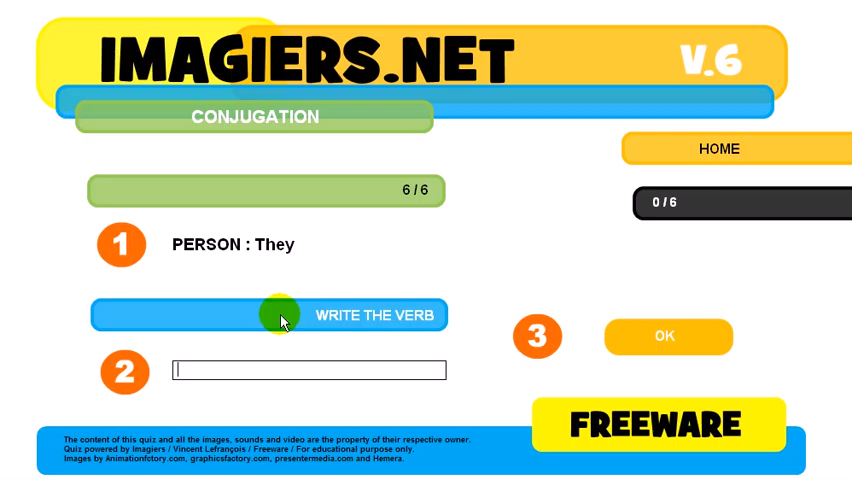 IMAGIERS.NET
V.6
CONJUGATION
HOME
6 / 6
0 / 6
1
PERSON : They
WRITE THE VERB
3
OK
2
FREEWARE
The content of this quiz and all the images, sounds and video are the property of their respective owner.
Quiz powered by Imagiers / Vincent Lefrançois / Freeware / For educational purpose only.
Images by Animationfctory.com, graphicsfactory.com, presentermedia.com and Hemera.